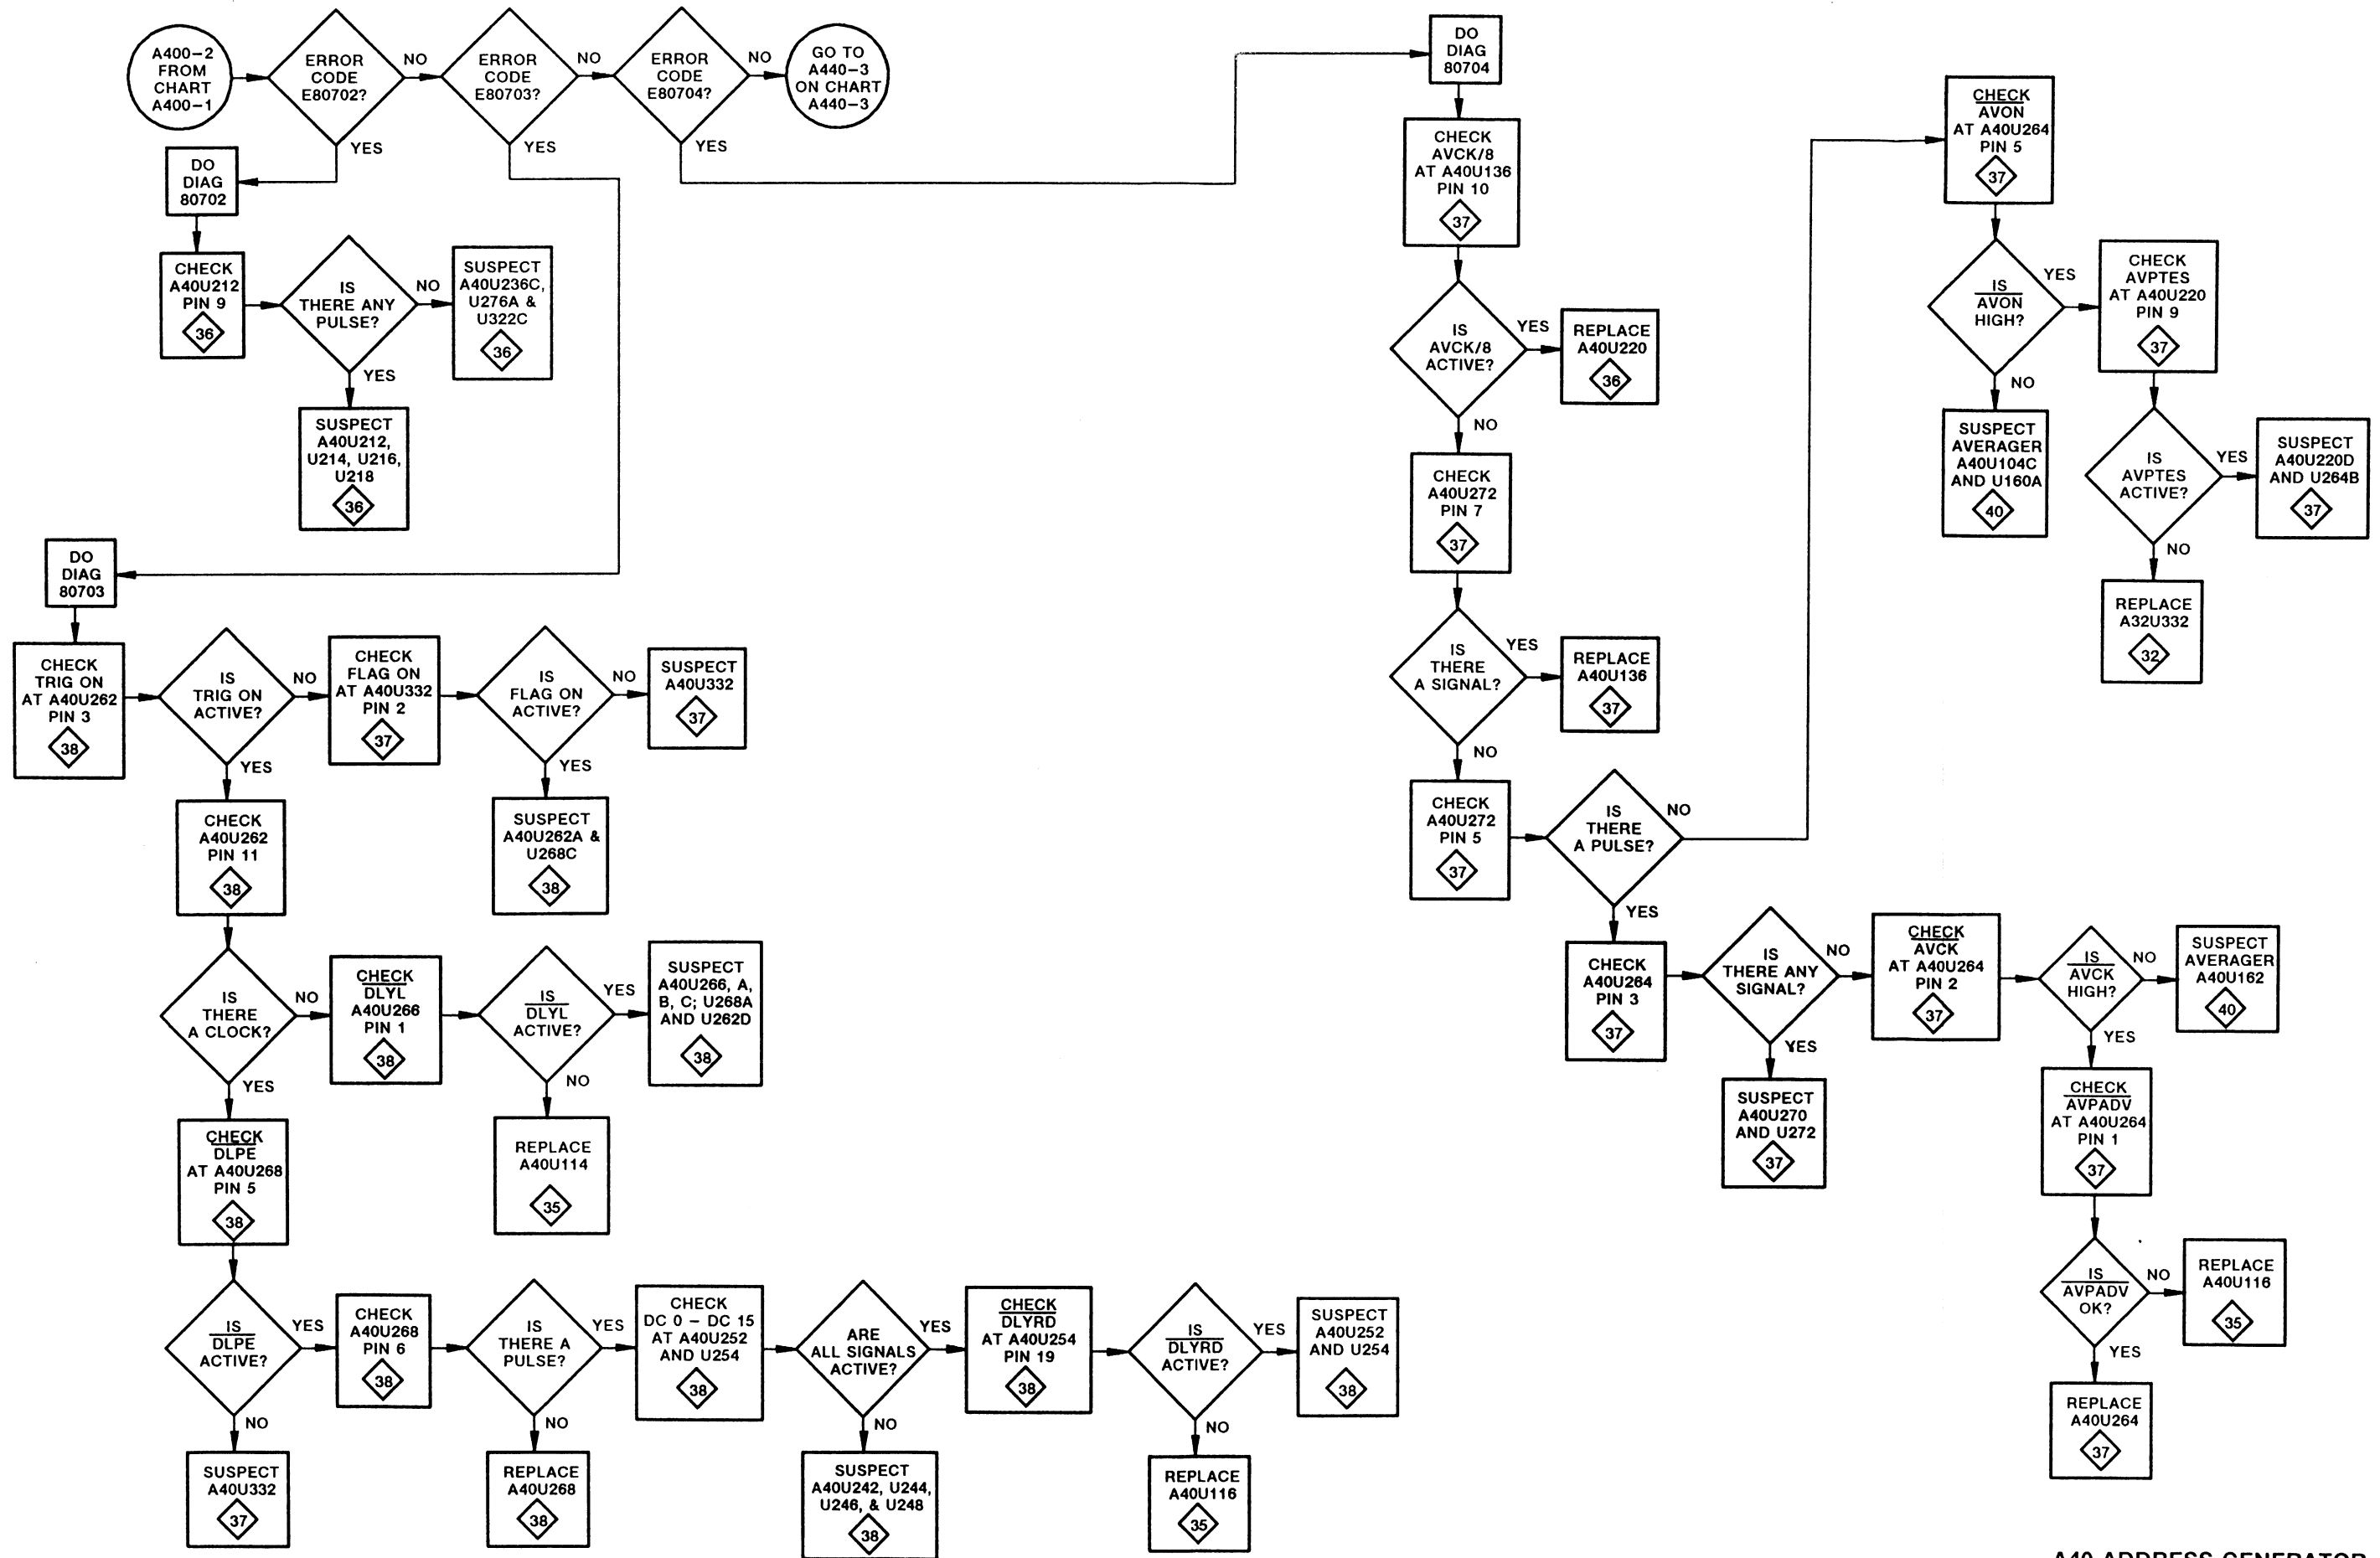 A400-2
FROM
CHART
A400-1
ERROR
CODE
E80702?
NO
YES
ERROR
CODE
E80703?
NO
YES
ERROR
CODE
E80704?
NO
YES
GO TO
A440-3
ON CHART
A440-3
DO
DIAG
80702
CHECK
A40U212
PIN 9
36
IS
THERE ANY
PULSE?
NO
YES
SUSPECT
A40U236C,
U276A &
U322C
36
SUSPECT
A40U212,
U214, U216,
U218
36
DO
DIAG
80703
CHECK
TRIG ON
AT A40U262
PIN 3
38
IS
TRIG ON
ACTIVE?
NO
YES
CHECK
FLAG ON
AT A40U332
PIN 2
37
IS
FLAG ON
ACTIVE?
NO
YES
SUSPECT
A40U332
37
SUSPECT
A40U262A &
U268C
38
CHECK
A40U262
PIN 11
38
IS
THERE
A CLOCK?
NO
YES
CHECK
DLYL
A40U266
PIN 1
38
IS
DLYL
ACTIVE?
YES
NO
SUSPECT
A40U266, A,
B, C; U268A
AND U262D
38
REPLACE
A40U114
35
CHECK
DLPE
AT A40U268
PIN 5
38
IS
DLPE
ACTIVE?
YES
NO
SUSPECT
A40U332
37
CHECK
A40U268
PIN 6
38
IS
THERE A
PULSE?
YES
NO
REPLACE
A40U268
38
CHECK
DC 0 – DC 15
AT A40U252
AND U254
38
ARE
ALL SIGNALS
ACTIVE?
YES
NO
SUSPECT
A40U242, U244,
U246, & U248
38
CHECK
DLYRD
AT A40U254
PIN 19
38
IS
DLYRD
ACTIVE?
YES
NO
SUSPECT
A40U252
AND U254
38
REPLACE
A40U116
35
DO
DIAG
80704
CHECK
AVCK/8
AT A40U136
PIN 10
37
IS
AVCK/8
ACTIVE?
YES
NO
REPLACE
A40U220
36
CHECK
A40U272
PIN 7
37
IS
THERE
A SIGNAL?
YES
NO
REPLACE
A40U136
37
CHECK
A40U272
PIN 5
37
IS
THERE
A PULSE?
NO
YES
CHECK
AVON
AT A40U264
PIN 5
37
IS
AVON
HIGH?
YES
NO
SUSPECT
AVERAGER
A40U104C
AND U160A
40
CHECK
AVPTES
AT A40U220
PIN 9
37
IS
AVPTES
ACTIVE?
YES
NO
SUSPECT
A40U220D
AND U264B
37
REPLACE
A32U332
32
CHECK
A40U264
PIN 3
37
IS
THERE ANY
SIGNAL?
NO
YES
SUSPECT
A40U270
AND U272
37
CHECK
AVCK
AT A40U264
PIN 2
37
IS
AVCK
HIGH?
NO
YES
SUSPECT
AVERAGER
A40U162
40
CHECK
AVPADV
AT A40U264
PIN 1
37
IS
AVPADV
OK?
NO
YES
REPLACE
A40U116
35
REPLACE
A40U264
37
A40 ADDRESS GENERATOR